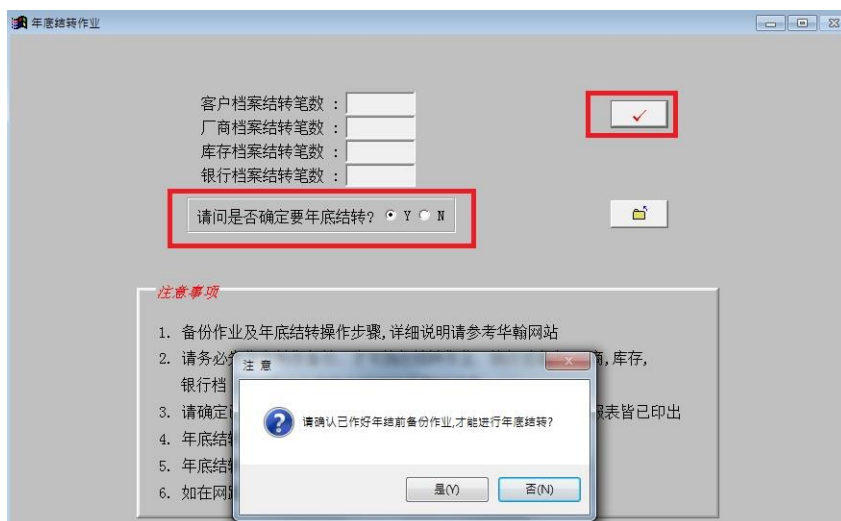 年底结转作业
客户档案结转笔数 :
厂商档案结转笔数 :
库存档案结转笔数 :
银行档案结转笔数 :
请问是否确定要年底结转? Y N
注意事项
1. 备份作业及年底结转操作步骤,详细说明请参考华翰网站
2. 请务必
商,库存,
银行档
3. 请确定
报表皆已印出
4. 年底结转
5. 年底结转
6. 如在网路
注 意
请确认已作好年结前备份作业,才能进行年底结转?
是(Y)
否(N)